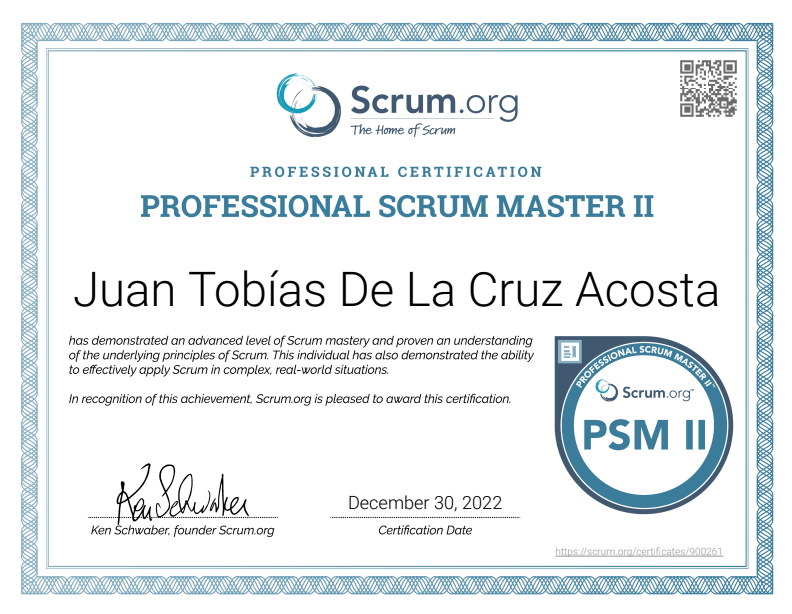 Scrum.org
The Home of Scrum
PROFESSIONAL CERTIFICATION
PROFESSIONAL SCRUM MASTER II
Juan Tobías De La Cruz Acosta
has demonstrated an advanced level of Scrum mastery and proven an understanding
of the underlying principles of Scrum. This individual has also demonstrated the ability
to effectively apply Scrum in complex, real-world situations.
In recognition of this achievement, Scrum.org is pleased to award this certification.
PROFESSIONAL SCRUM MASTER II™
Scrum.org™
PSM II
Ken Schwaber
December 30, 2022
Ken Schwaber, founder Scrum.org
Certification Date
https://scrum.org/certificates/900261